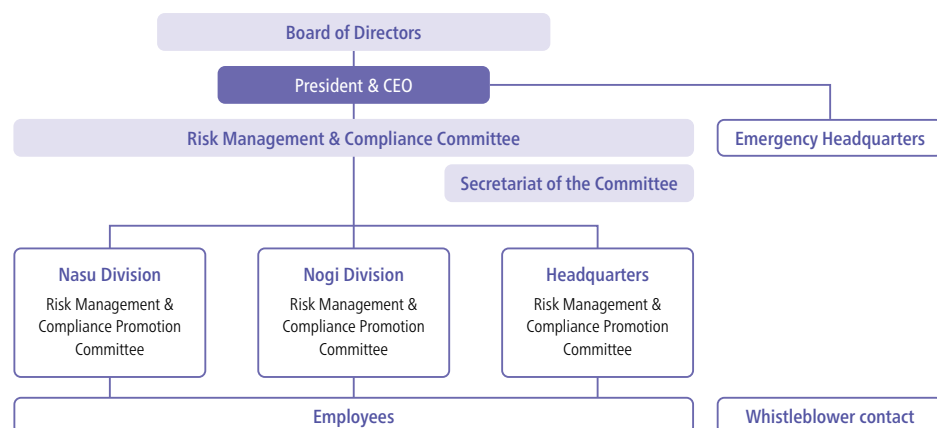 Board of Directors
President & CEO
Risk Management & Compliance Committee
Emergency Headquarters
Secretariat of the Committee
Nasu Division
Risk Management &
Compliance Promotion
Committee
Nogi Division
Risk Management &
Compliance Promotion
Committee
Headquarters
Risk Management &
Compliance Promotion
Committee
Employees
Whistleblower contact